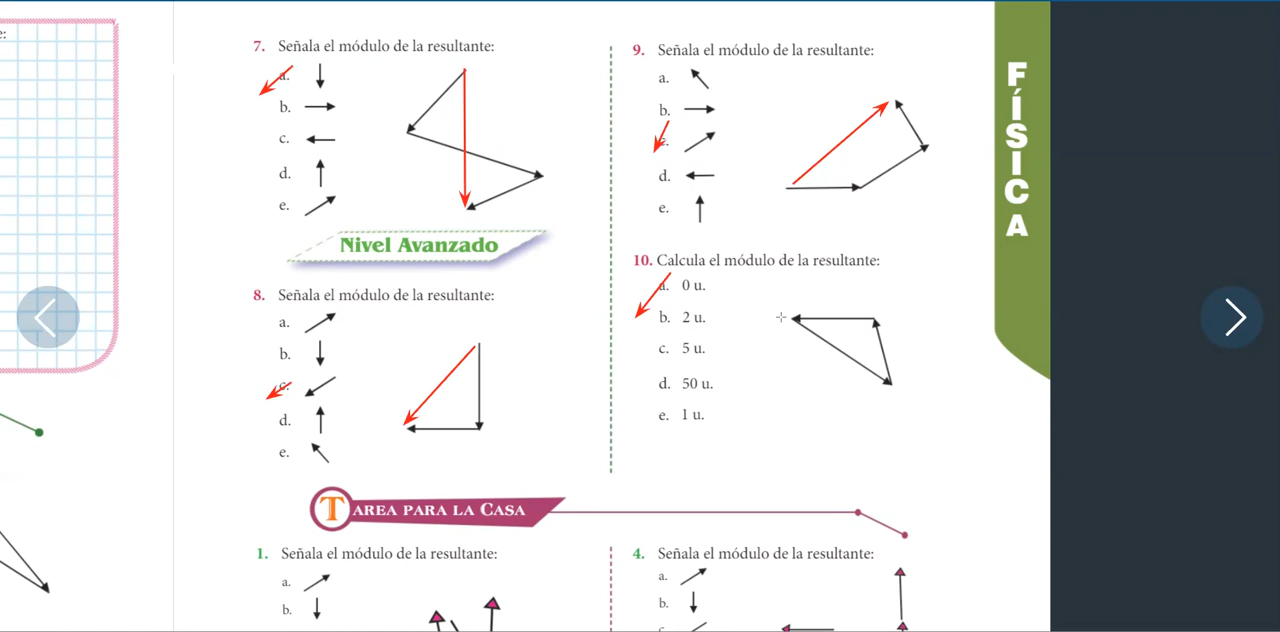 e:
7. Señala el módulo de la resultante:
a.
b.
c.
d.
e.
Nivel Avanzado
8. Señala el módulo de la resultante:
a.
b.
c.
d.
e.
9. Señala el módulo de la resultante:
a.
b.
c.
d.
e.
10. Calcula el módulo de la resultante:
a. 0 u.
b. 2 u.
c. 5 u.
d. 50 u.
e. 1 u.
TAREA PARA LA CASA
1. Señala el módulo de la resultante:
a.
b.
4. Señala el módulo de la resultante:
a.
b.
FÍSICA